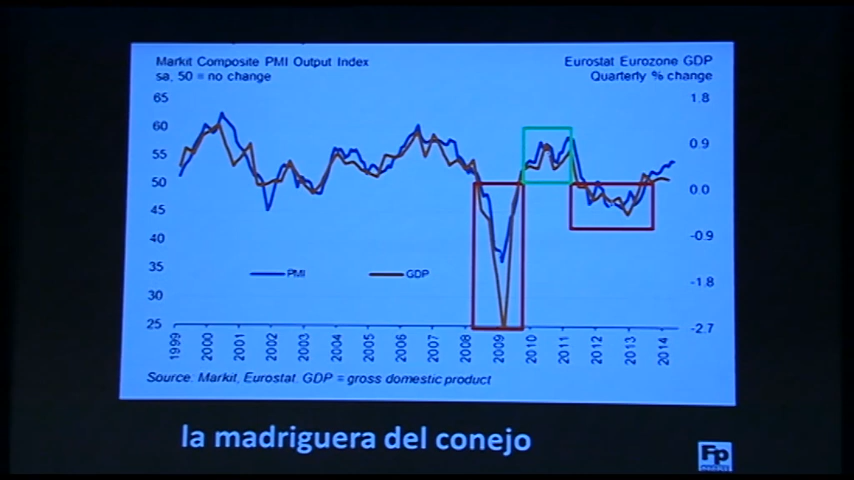 Markit Composite PMI Output Index
sa, 50 = no change
Eurostat Eurozone GDP
Quarterly % change
65
60
55
50
45
40
35
30
25
1.8
0.9
0.0
-0.9
-1.8
-2.7
PMI
GDP
1999 2000 2001 2002 2003 2004 2005 2006 2007 2008 2009 2010 2011 2012 2013 2014
Source: Markit, Eurostat. GDP = gross domestic product
la madriguera del conejo
Fp